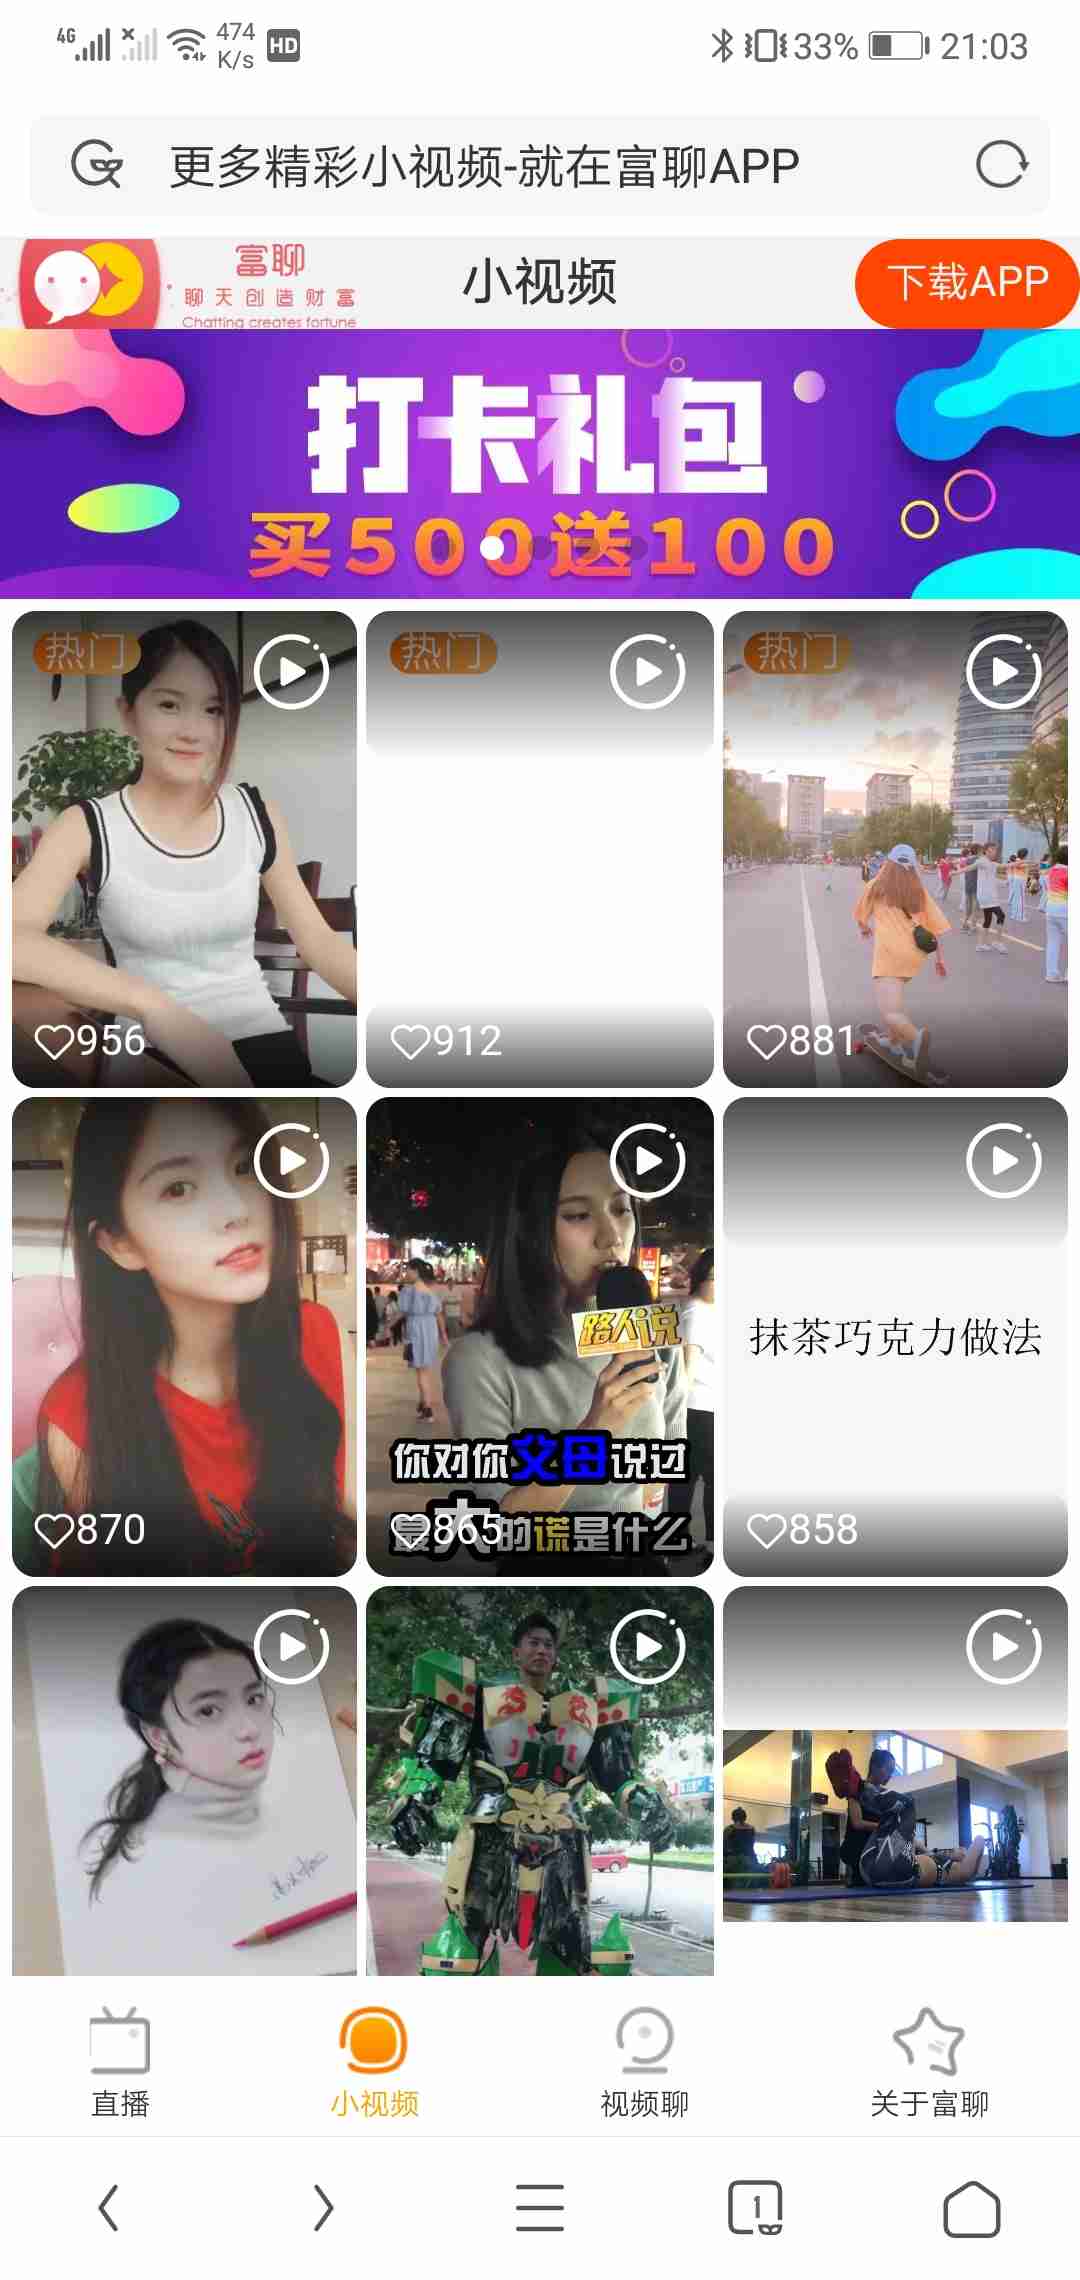 4G
474
K/s
HD
33%
21:03
更多精彩小视频-就在富聊APP
富聊
聊天创造财富
Chatting creates fortune
小视频
下载APP
打卡礼包
买500送100
热门
热门
热门
956
912
881
路人说
抹茶巧克力做法
你对你父母说过
最大的谎是什么
870
865
858
直播
小视频
视频聊
关于富聊
1